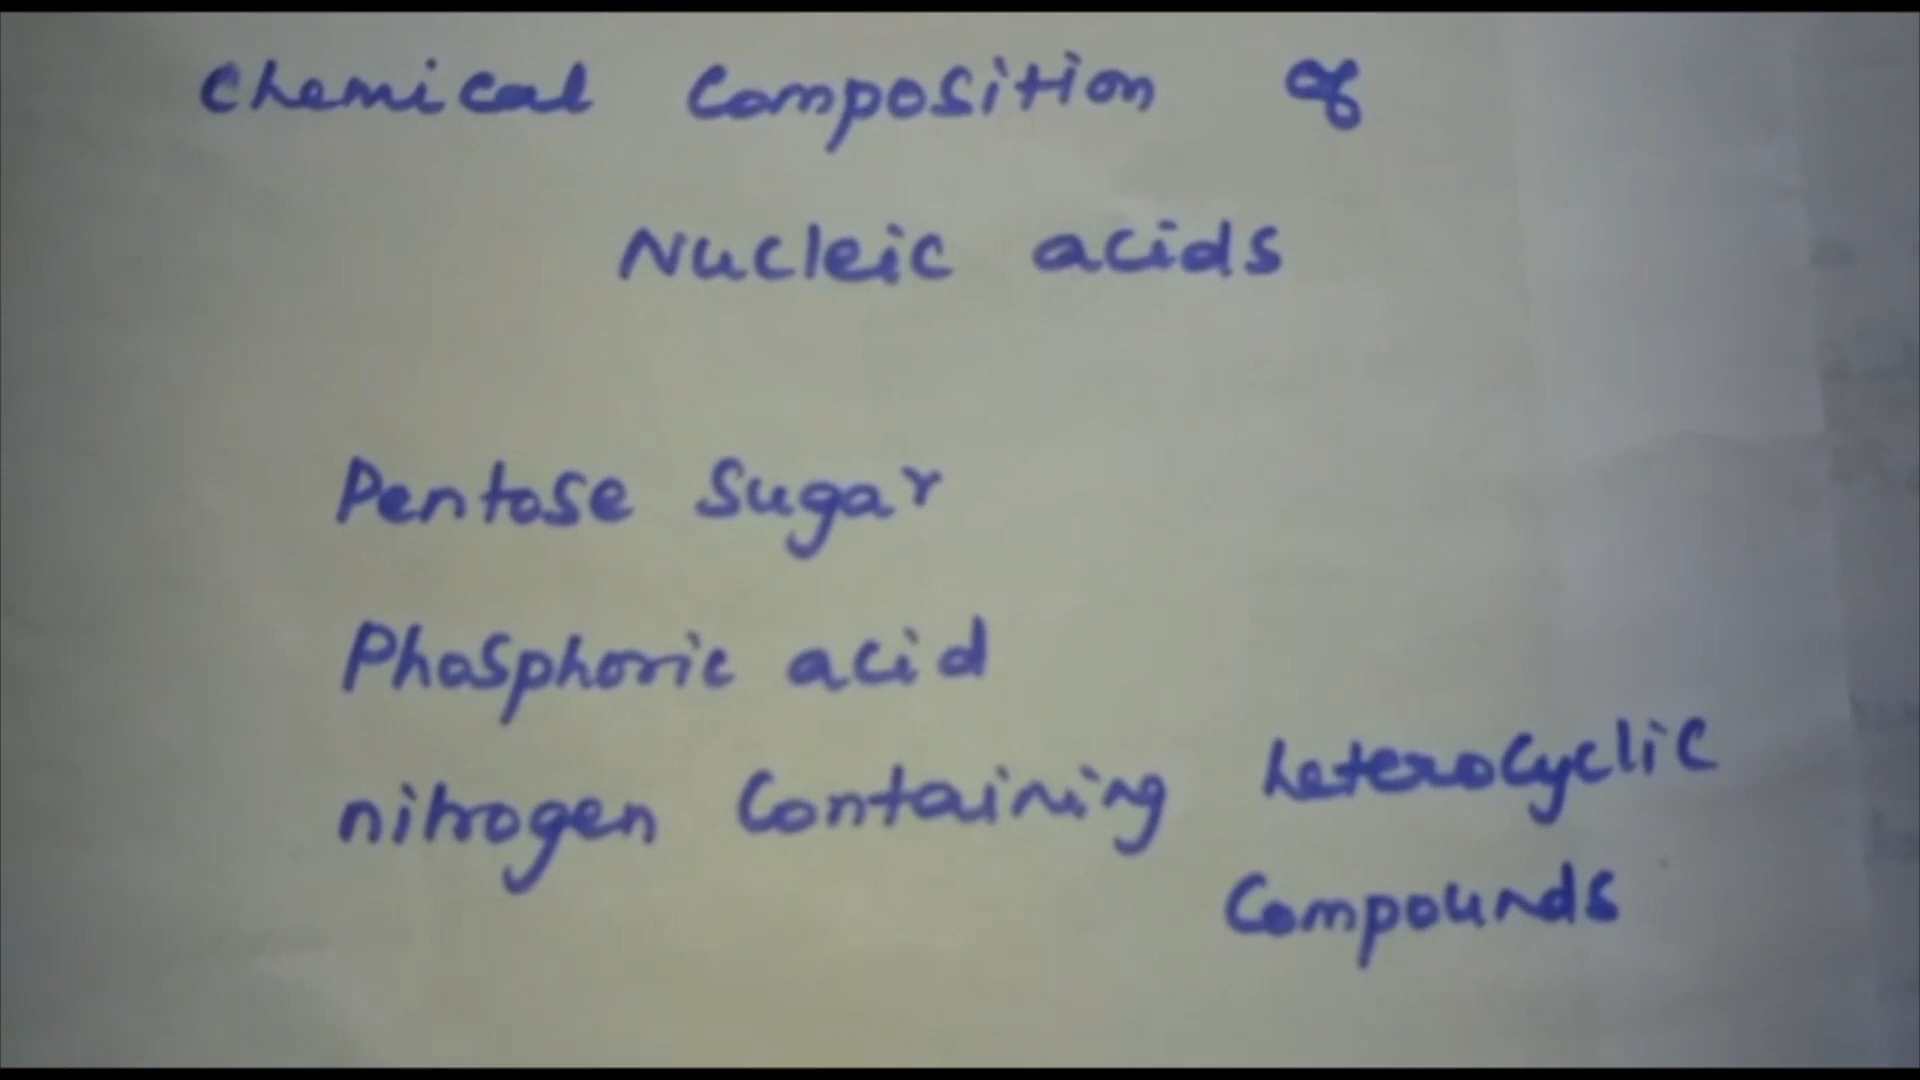 Chemical Composition of
Nucleic acids
Pentose Sugar
Phosphoric acid
nitrogen Containing heterocyclic
Compounds